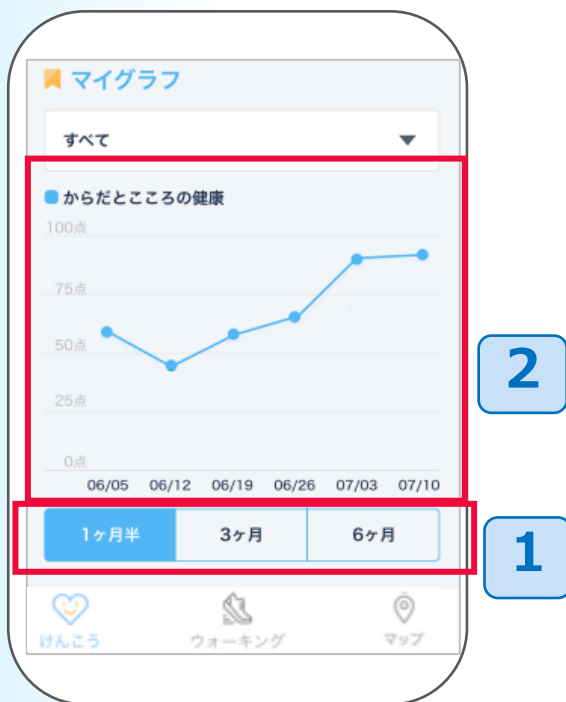 マイグラフ
すべて
からだとこころの健康
100点
75点
50点
25点
0点
06/05 06/12 06/19 06/26 07/03 07/10
2
1ヶ月半 3ヶ月 6ヶ月
1
けんこう ウォーキング マップ